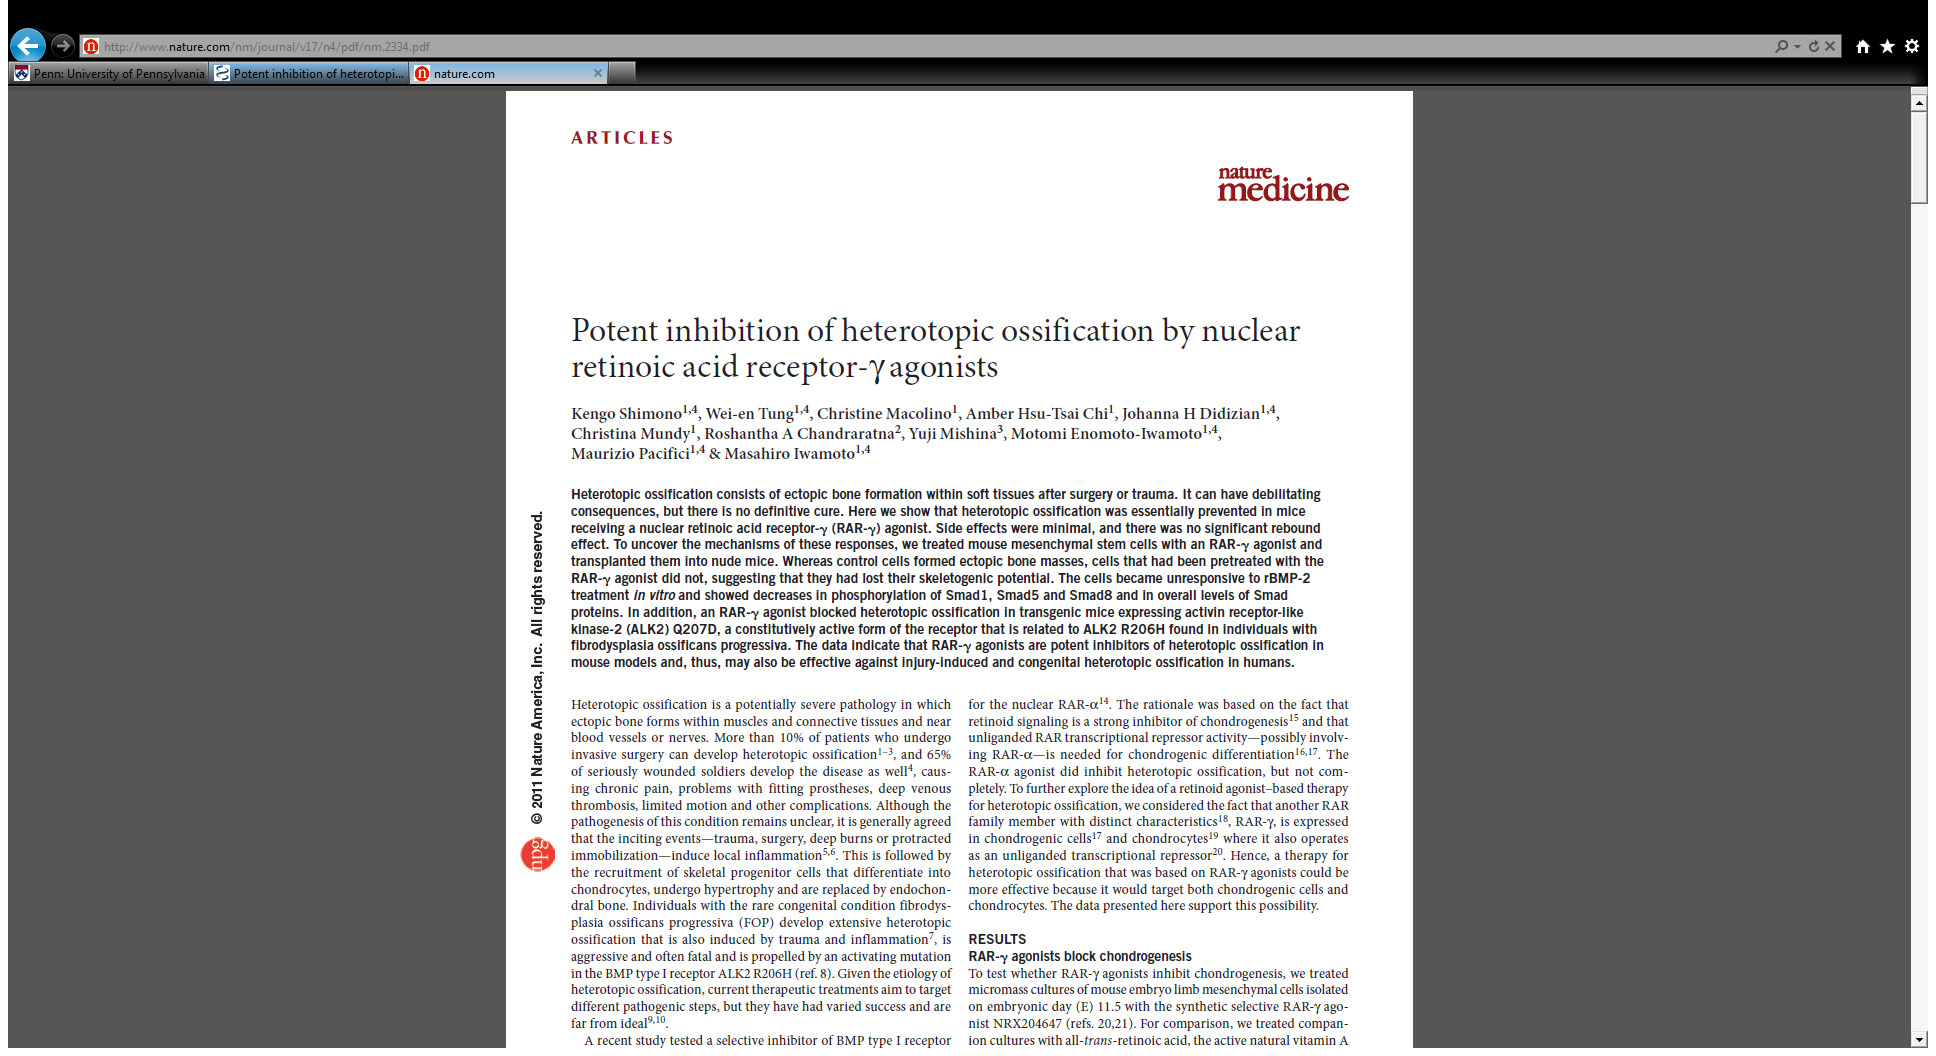 http://www.nature.com/nm/journal/v17/n4/pdf/nm.2334.pdf
Penn: University of Pennsylvania
Potent inhibition of heterotopi...
nature.com
ARTICLES
nature
medicine
Potent inhibition of heterotopic ossification by nuclear
retinoic acid receptor-γ agonists
Kengo Shimono1,4, Wei-en Tung1,4, Christine Macolino1, Amber Hsu-Tsai Chi1, Johanna H Didizian1,4,
Christina Mundy1, Roshantha A Chandraratna2, Yuji Mishina3, Motomi Enomoto-Iwamoto1,4,
Maurizio Pacifici1,4 & Masahiro Iwamoto1,4
Heterotopic ossification consists of ectopic bone formation within soft tissues after surgery or trauma. It can have debilitating
consequences, but there is no definitive cure. Here we show that heterotopic ossification was essentially prevented in mice
receiving a nuclear retinoic acid receptor-γ (RAR-γ) agonist. Side effects were minimal, and there was no significant rebound
effect. To uncover the mechanisms of these responses, we treated mouse mesenchymal stem cells with an RAR-γ agonist and
transplanted them into nude mice. Whereas control cells formed ectopic bone masses, cells that had been pretreated with the
RAR-γ agonist did not, suggesting that they had lost their skeletogenic potential. The cells became unresponsive to rBMP-2
treatment in vitro and showed decreases in phosphorylation of Smad1, Smad5 and Smad8 and in overall levels of Smad
proteins. In addition, an RAR-γ agonist blocked heterotopic ossification in transgenic mice expressing activin receptor-like
kinase-2 (ALK2) Q207D, a constitutively active form of the receptor that is related to ALK2 R206H found in individuals with
fibrodysplasia ossificans progressiva. The data indicate that RAR-γ agonists are potent inhibitors of heterotopic ossification in
mouse models and, thus, may also be effective against injury-induced and congenital heterotopic ossification in humans.
Heterotopic ossification is a potentially severe pathology in which
ectopic bone forms within muscles and connective tissues and near
blood vessels or nerves. More than 10% of patients who undergo
invasive surgery can develop heterotopic ossification1–3, and 65%
of seriously wounded soldiers develop the disease as well4, caus-
ing chronic pain, problems with fitting prostheses, deep venous
thrombosis, limited motion and other complications. Although the
pathogenesis of this condition remains unclear, it is generally agreed
that the inciting events—trauma, surgery, deep burns or protracted
immobilization—induce local inflammation5,6. This is followed by
the recruitment of skeletal progenitor cells that differentiate into
chondrocytes, undergo hypertrophy and are replaced by endochon-
dral bone. Individuals with the rare congenital condition fibrodys-
plasia ossificans progressiva (FOP) develop extensive heterotopic
ossification that is also induced by trauma and inflammation7, is
aggressive and often fatal and is propelled by an activating mutation
in the BMP type I receptor ALK2 R206H (ref. 8). Given the etiology of
heterotopic ossification, current therapeutic treatments aim to target
different pathogenic steps, but they have had varied success and are
far from ideal9,10.
A recent study tested a selective inhibitor of BMP type I receptor
for the nuclear RAR-α14. The rationale was based on the fact that
retinoid signaling is a strong inhibitor of chondrogenesis15 and that
unliganded RAR transcriptional repressor activity—possibly involv-
ing RAR-α—is needed for chondrogenic differentiation16,17. The
RAR-α agonist did inhibit heterotopic ossification, but not com-
pletely. To further explore the idea of a retinoid agonist–based therapy
for heterotopic ossification, we considered the fact that another RAR
family member with distinct characteristics18, RAR-γ, is expressed
in chondrogenic cells17 and chondrocytes19 where it also operates
as an unliganded transcriptional repressor20. Hence, a therapy for
heterotopic ossification that was based on RAR-γ agonists could be
more effective because it would target both chondrogenic cells and
chondrocytes. The data presented here support this possibility.
RESULTS
RAR-γ agonists block chondrogenesis
To test whether RAR-γ agonists inhibit chondrogenesis, we treated
micromass cultures of mouse embryo limb mesenchymal cells isolated
on embryonic day (E) 11.5 with the synthetic selective RAR-γ ago-
nist NRX204647 (refs. 20,21). For comparison, we treated compan-
ion cultures with all-trans-retinoic acid, the active natural vitamin A
© 2011 Nature America, Inc. All rights reserved.
npg